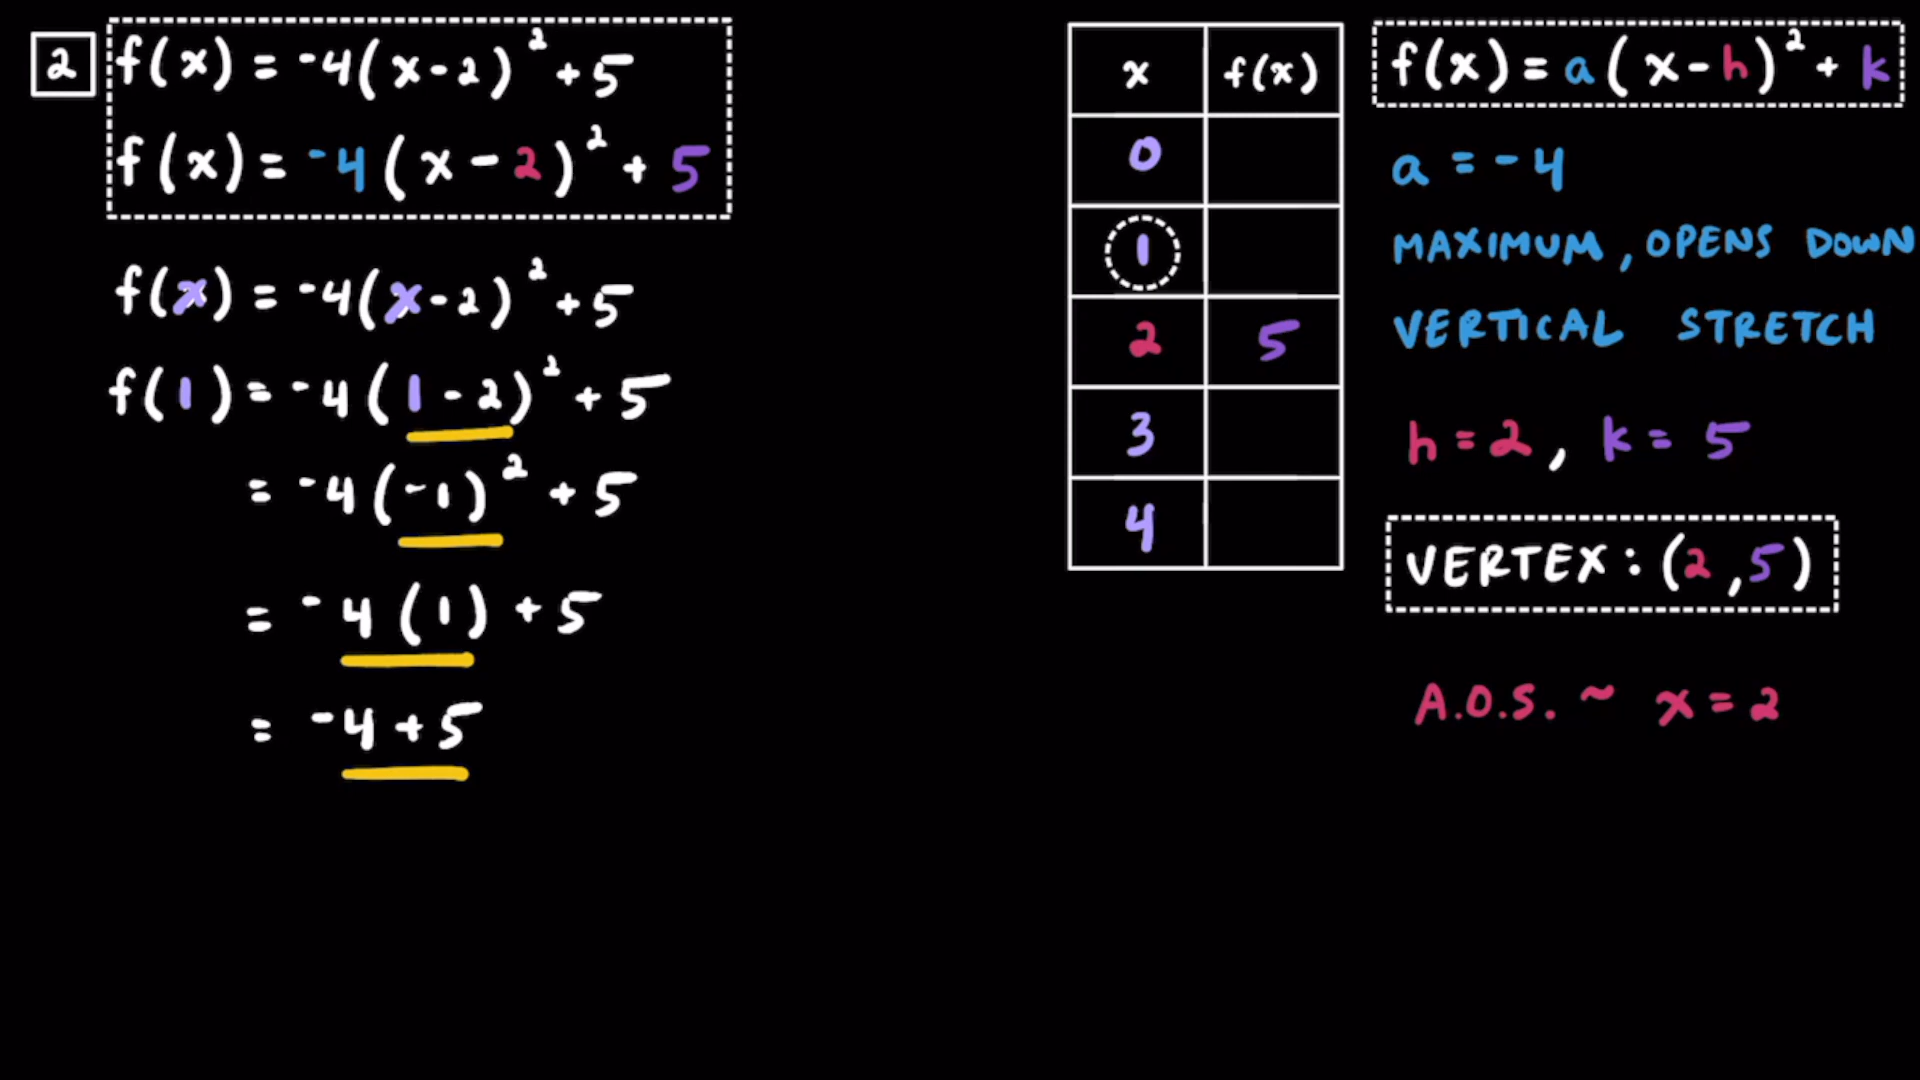 2
f(x) = -4(x-2)² + 5
f(x) = -4(x-2)² + 5
f(x) = -4(x-2)² + 5
f(1) = -4(1-2)² + 5
= -4(-1)² + 5
= -4(1) + 5
= -4 + 5
x f(x)
0
1
2 5
3
4
f(x) = a(x-h)² + k
a = -4
MAXIMUM, OPENS DOWN
VERTICAL STRETCH
h = 2, k = 5
VERTEX: (2,5)
A.O.S. ~ x = 2